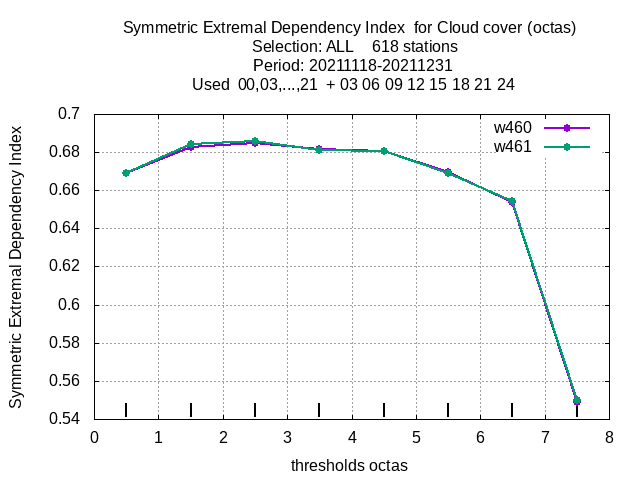 Symmetric Extremal Dependency Index  for Cloud cover (octas)
Selection: ALL    618 stations
Period: 20211118-20211231
Used  00,03,...,21  + 03 06 09 12 15 18 21 24
Symmetric Extremal Dependency Index
0.7
0.68
0.66
0.64
0.62
0.6
0.58
0.56
0.54
w460
w461
0 1 2 3 4 5 6 7 8
thresholds octas